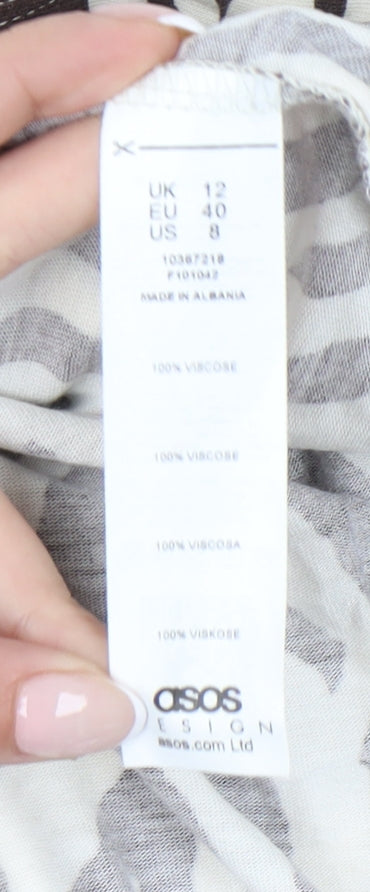 UK 12
EU 40
US 8
10387218
F101042
MADE IN ALBANIA
100% VISCOSE
100% VISCOSE
100% VISCOSA
100% VISKOSE
asos
ESIGN
asos.com Ltd